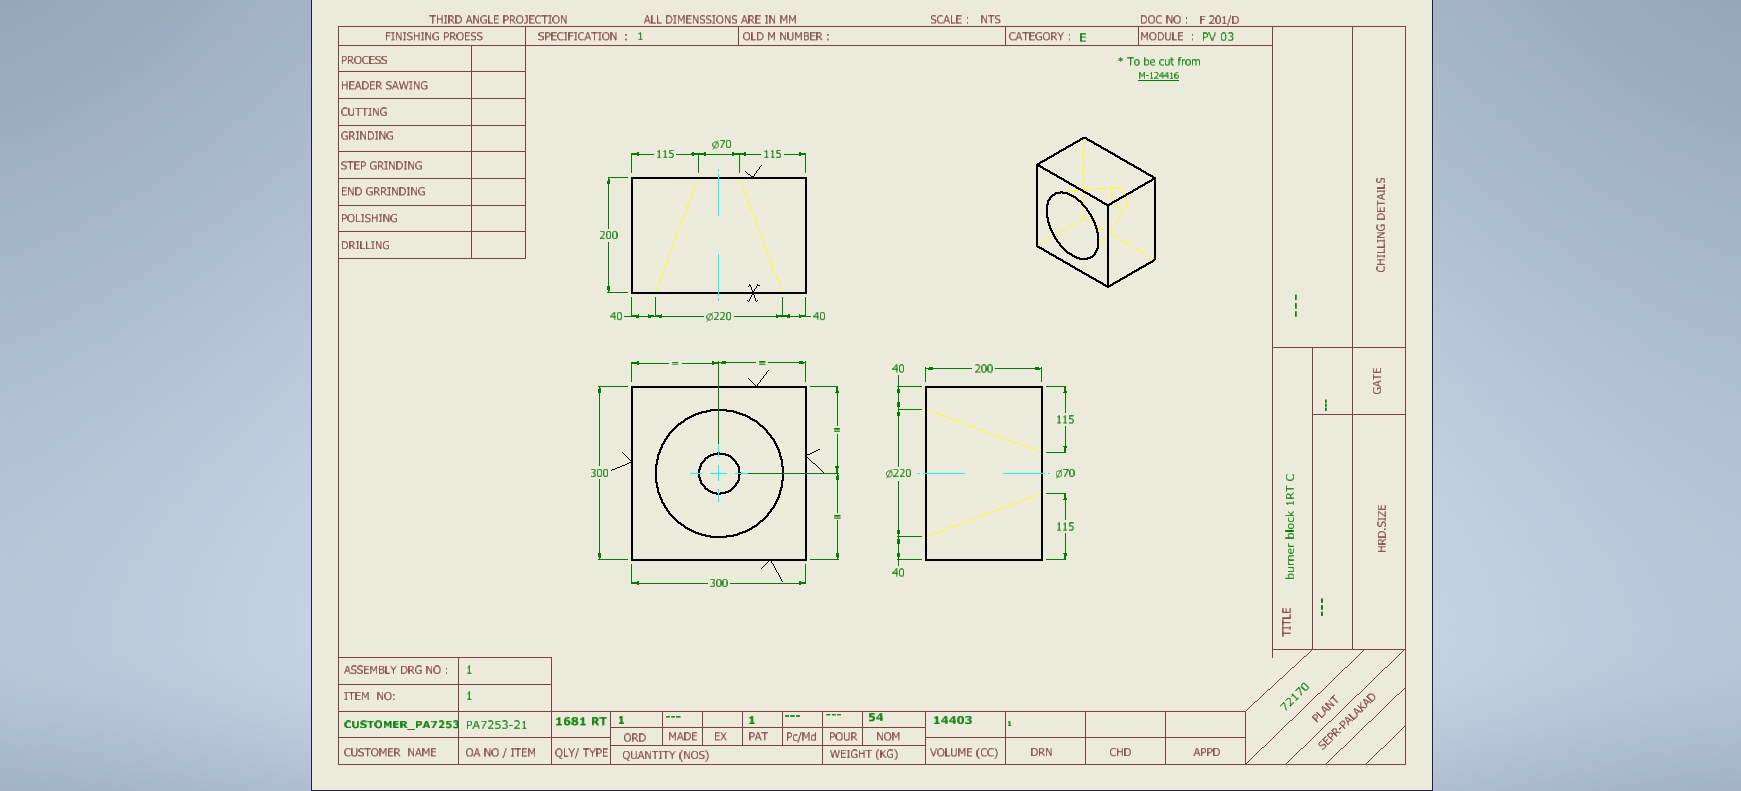 THIRD ANGLE PROJECTION ALL DIMENSSIONS ARE IN MM SCALE : NTS DOC NO : F 201/D
FINISHING PROESS SPECIFICATION : 1 OLD M NUMBER : CATEGORY : E MODULE : PV 03
PROCESS
HEADER SAWING
CUTTING
GRINDING
STEP GRINDING
END GRRINDING
POLISHING
DRILLING
* To be cut from
M-124416
115 ⌀70 115
200
40 ⌀220 40
= =
300
=
=
300
40 200
115
⌀220 ⌀70
115
40
CHILLING DETAILS
---
GATE
--
HRD.SIZE
---
TITLE burner block 1RT C
72170
PLANT
SEPR-PALAKAD
ASSEMBLY DRG NO : 1
ITEM NO: 1
CUSTOMER_PA7253 PA7253-21 1681 RT 1 --- 1 --- --- 54 14403 1
ORD MADE EX PAT Pc/Md POUR NOM
CUSTOMER NAME OA NO / ITEM QLY/ TYPE QUANTITY (NOS) WEIGHT (KG) VOLUME (CC) DRN CHD APPD